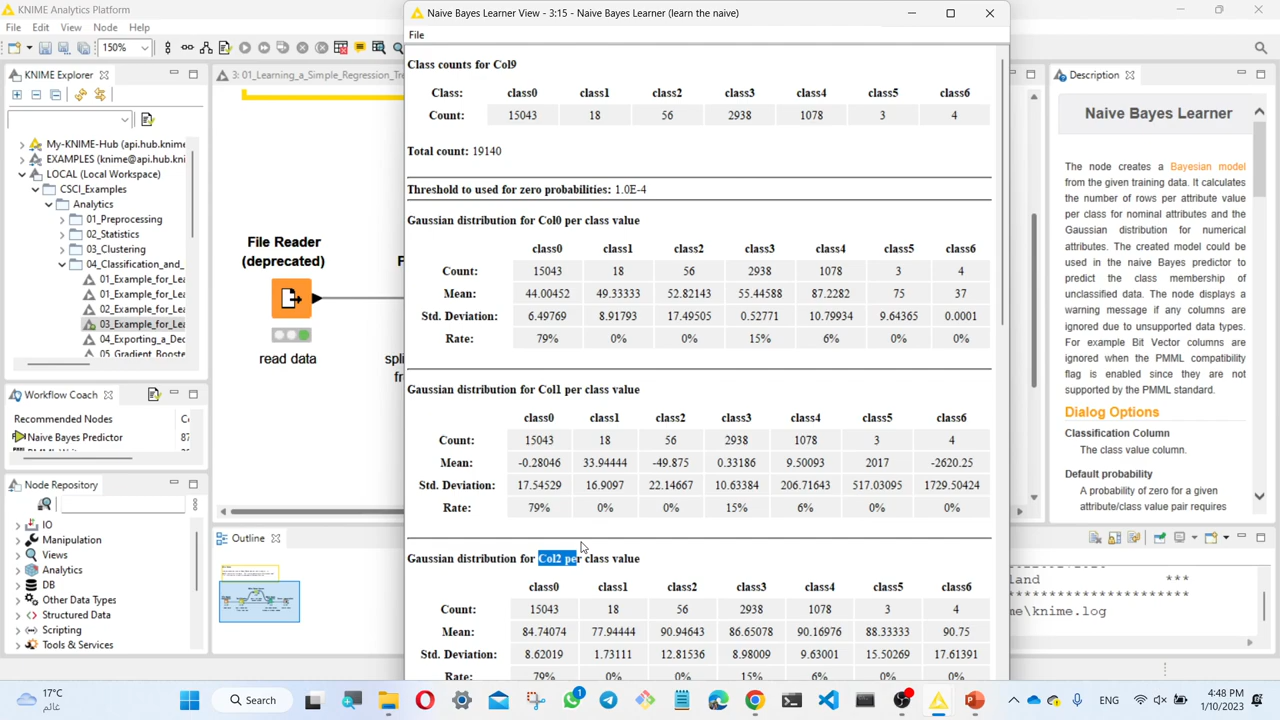 KNIME Analytics Platform
File Edit View Node Help
150%
KNIME Explorer
My-KNIME-Hub (api.hub.knime
EXAMPLES (knime@api.hub.kni
LOCAL (Local Workspace)
CSCI_Examples
Analytics
01_Preprocessing
02_Statistics
03_Clustering
04_Classification_and_
01_Example_for_Lea
01_Example_for_Lea
02_Example_for_Lea
03_Example_for_Lea
04_Exporting_a_Dec
05_Gradient_Booste
Workflow Coach
Recommended Nodes
Naive Bayes Predictor 87
Node Repository
IO
Manipulation
Views
Analytics
DB
Other Data Types
Structured Data
Scripting
Tools & Services
3: 01_Learning_a_Simple_Regression_Tre
File Reader
(deprecated)
read data
Outline
Naive Bayes Learner View - 3:15 - Naive Bayes Learner (learn the naive)
File
Class counts for Col9
Class: class0 class1 class2 class3 class4 class5 class6
Count: 15043 18 56 2938 1078 3 4
Total count: 19140
Threshold to used for zero probabilities: 1.0E-4
Gaussian distribution for Col0 per class value
class0 class1 class2 class3 class4 class5 class6
Count: 15043 18 56 2938 1078 3 4
Mean: 44.00452 49.33333 52.82143 55.44588 87.2282 75 37
Std. Deviation: 6.49769 8.91793 17.49505 0.52771 10.79934 9.64365 0.0001
Rate: 79% 0% 0% 15% 6% 0% 0%
Gaussian distribution for Col1 per class value
class0 class1 class2 class3 class4 class5 class6
Count: 15043 18 56 2938 1078 3 4
Mean: -0.28046 33.94444 -49.875 0.33186 9.50093 2017 -2620.25
Std. Deviation: 17.54529 16.9097 22.14667 10.63384 206.71643 517.03095 1729.50424
Rate: 79% 0% 0% 15% 6% 0% 0%
Gaussian distribution for Col2 per class value
class0 class1 class2 class3 class4 class5 class6
Count: 15043 18 56 2938 1078 3 4
Mean: 84.74074 77.94444 90.94643 86.65078 90.16976 88.33333 90.75
Std. Deviation: 8.62019 1.73111 12.81536 8.98009 9.63001 15.50269 17.61391
79% 0% 0% 15% 6% 0% 0%
Description
Naive Bayes Learner
The node creates a Bayesian model
from the given training data. It calculates
the number of rows per attribute value
per class for nominal attributes and the
Gaussian distribution for numerical
attributes. The created model could be
used in the naive Bayes predictor to
predict the class membership of
unclassified data. The node displays a
warning message if any columns are
ignored due to unsupported data types.
For example Bit Vector columns are
ignored when the PMML compatibility
flag is enabled since they are not
supported by the PMML standard.
Dialog Options
Classification Column
The class value column.
Default probability
A probability of zero for a given
attribute/class value pair requires
land ***
me\knime.log
17°C
Search
1
ENG
4:48 PM
1/10/2023